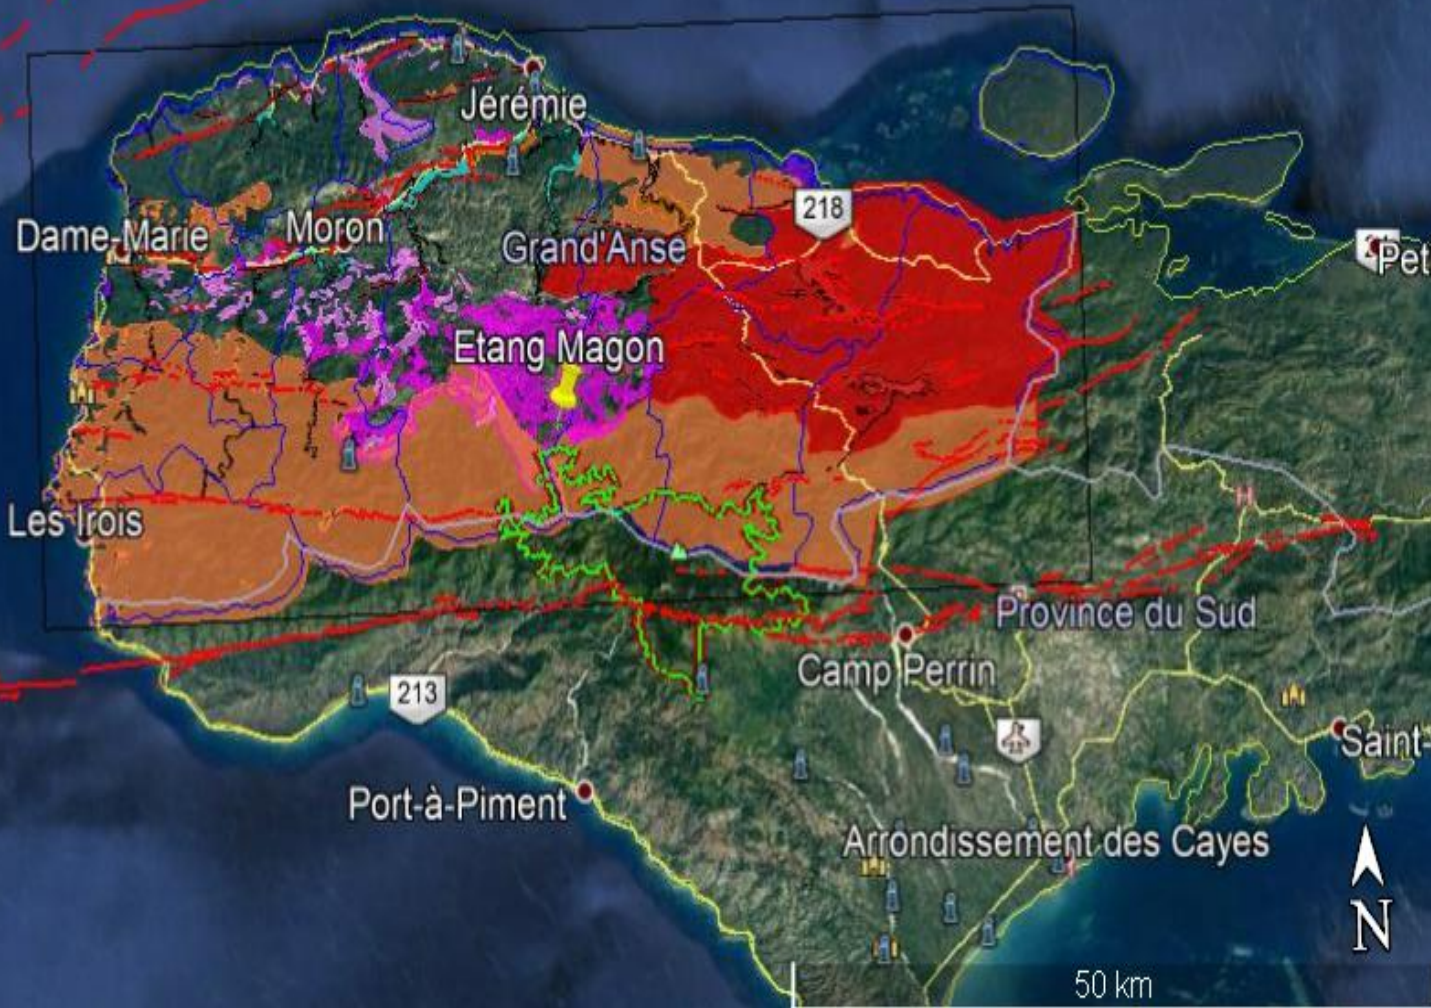 Jérémie
218
Dame-Marie
Moron
Grand'Anse
Pet
Etang Magon
Les Irois
H
Province du Sud
Camp Perrin
213
Saint-
Port-à-Piment
Arrondissement des Cayes
N
50 km